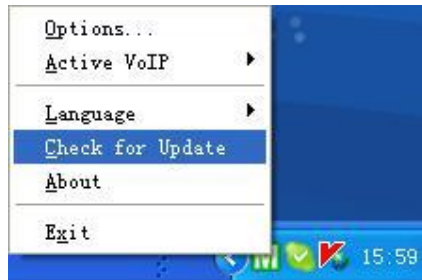 Options...
Active VoIP
Language
Check for Update
About
Exit
15:59